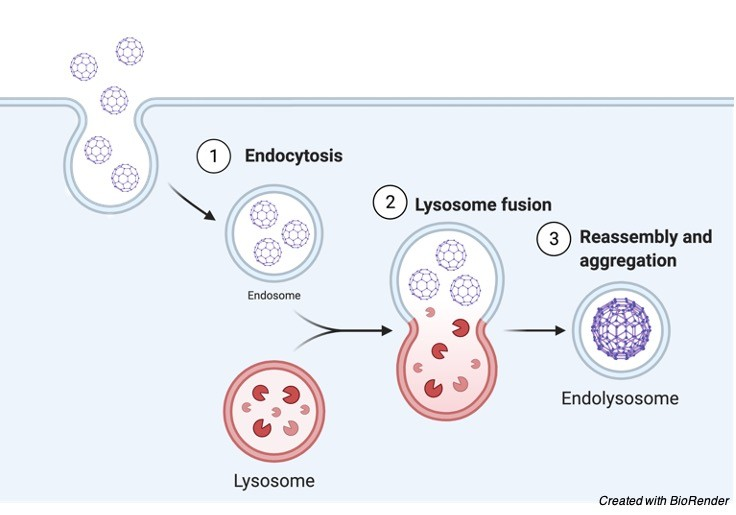 1 Endocytosis
2 Lysosome fusion
3 Reassembly and
aggregation
Endosome
Endolysosome
Lysosome
Created with BioRender